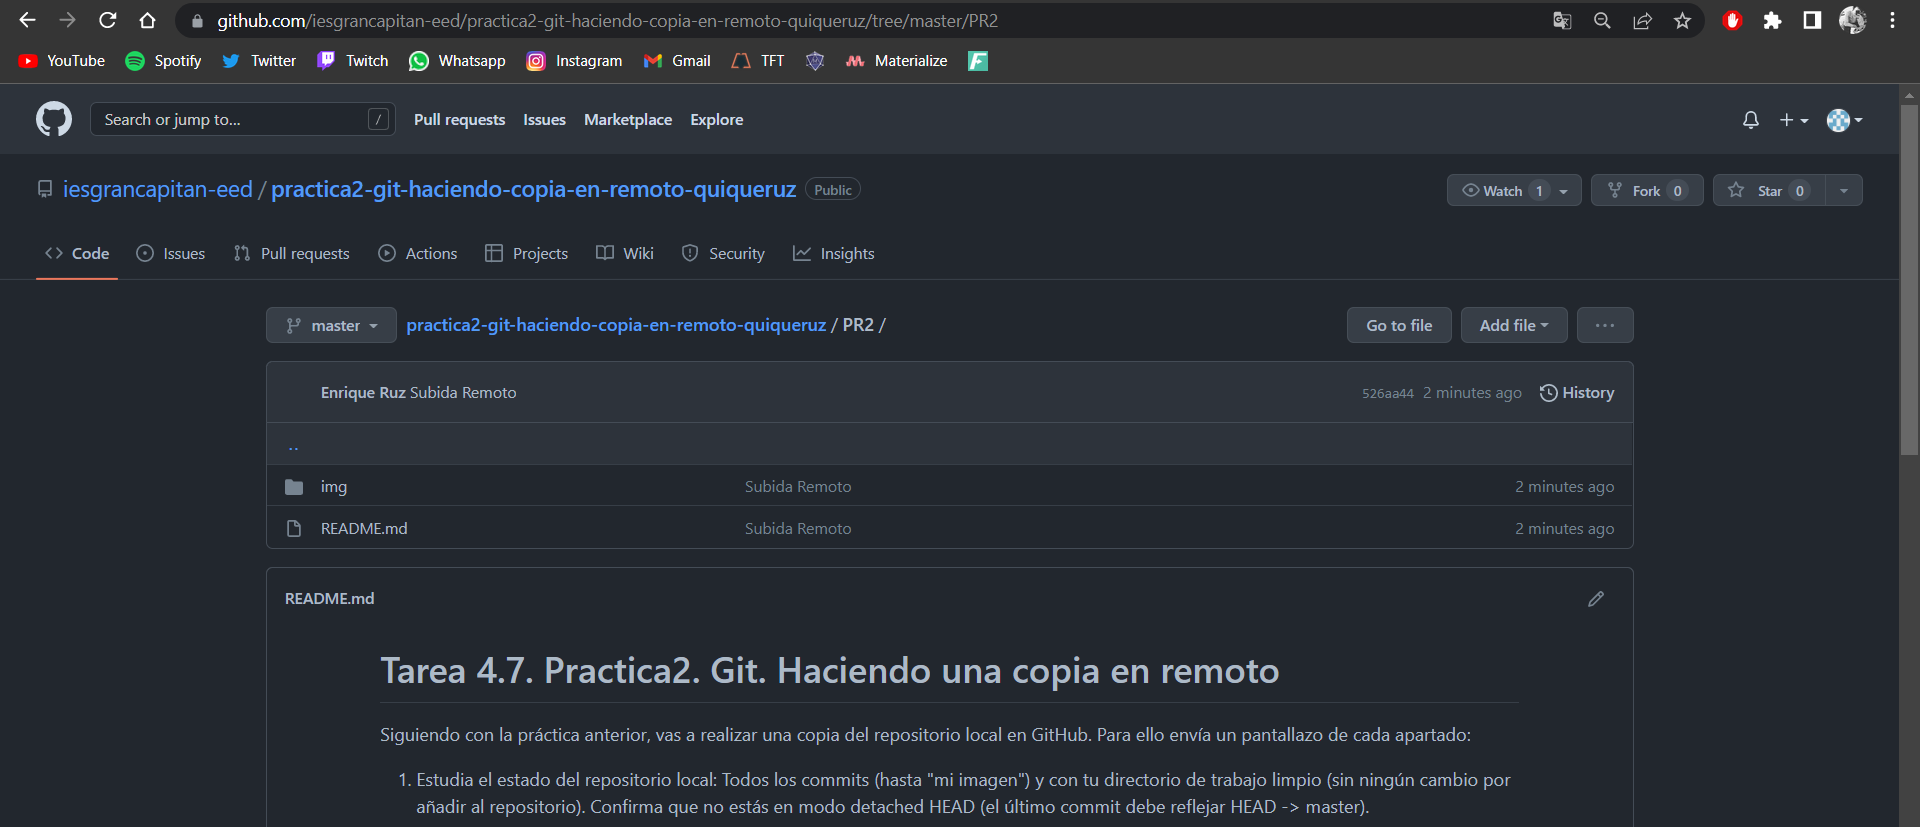 github.com/iesgrancapitan-eed/practica2-git-haciendo-copia-en-remoto-quiqueruz/tree/master/PR2
YouTube Spotify Twitter Twitch Whatsapp Instagram Gmail TFT Materialize
Search or jump to... / Pull requests Issues Marketplace Explore
iesgrancapitan-eed / practica2-git-haciendo-copia-en-remoto-quiqueruz Public Watch 1 Fork 0 Star 0
Code Issues Pull requests Actions Projects Wiki Security Insights
master practica2-git-haciendo-copia-en-remoto-quiqueruz / PR2 / Go to file Add file ...
Enrique Ruz Subida Remoto 526aa44 2 minutes ago History
..
img Subida Remoto 2 minutes ago
README.md Subida Remoto 2 minutes ago
README.md
Tarea 4.7. Practica2. Git. Haciendo una copia en remoto
Siguiendo con la práctica anterior, vas a realizar una copia del repositorio local en GitHub. Para ello envía un pantallazo de cada apartado:
1. Estudia el estado del repositorio local: Todos los commits (hasta "mi imagen") y con tu directorio de trabajo limpio (sin ningún cambio por
añadir al repositorio). Confirma que no estás en modo detached HEAD (el último commit debe reflejar HEAD -> master).